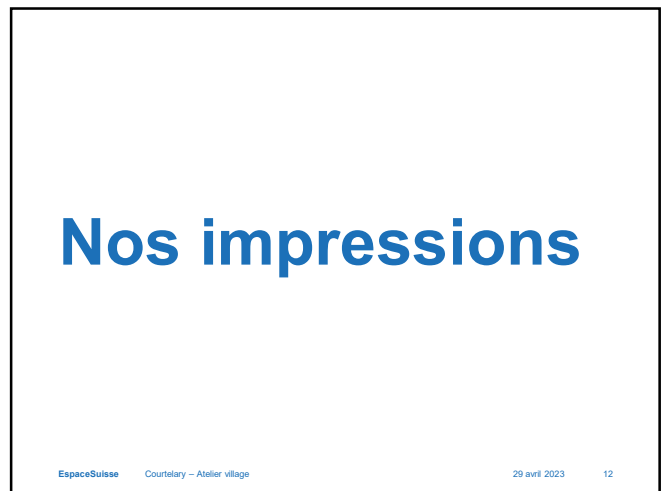 Nos impressions
EspaceSuisse Courtelary – Atelier village 29 avril 2023 12